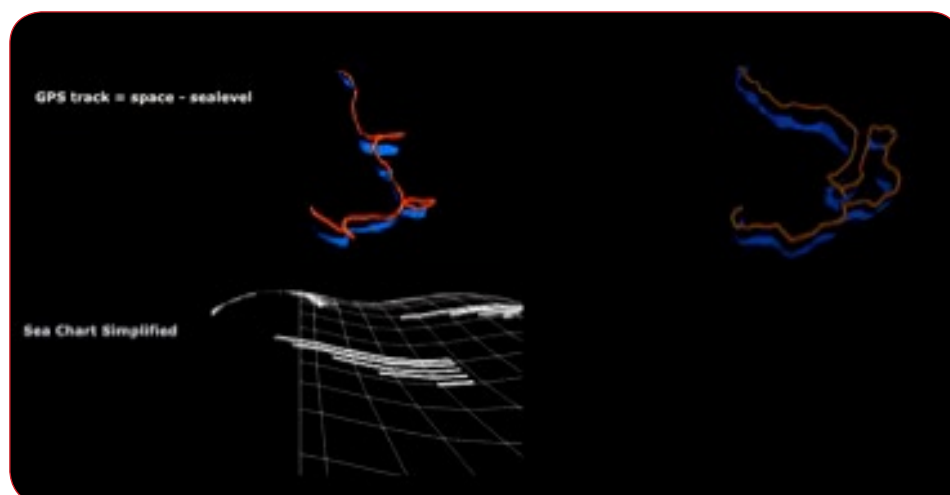 GPS track = space – sealevel
Sea Chart Simplified